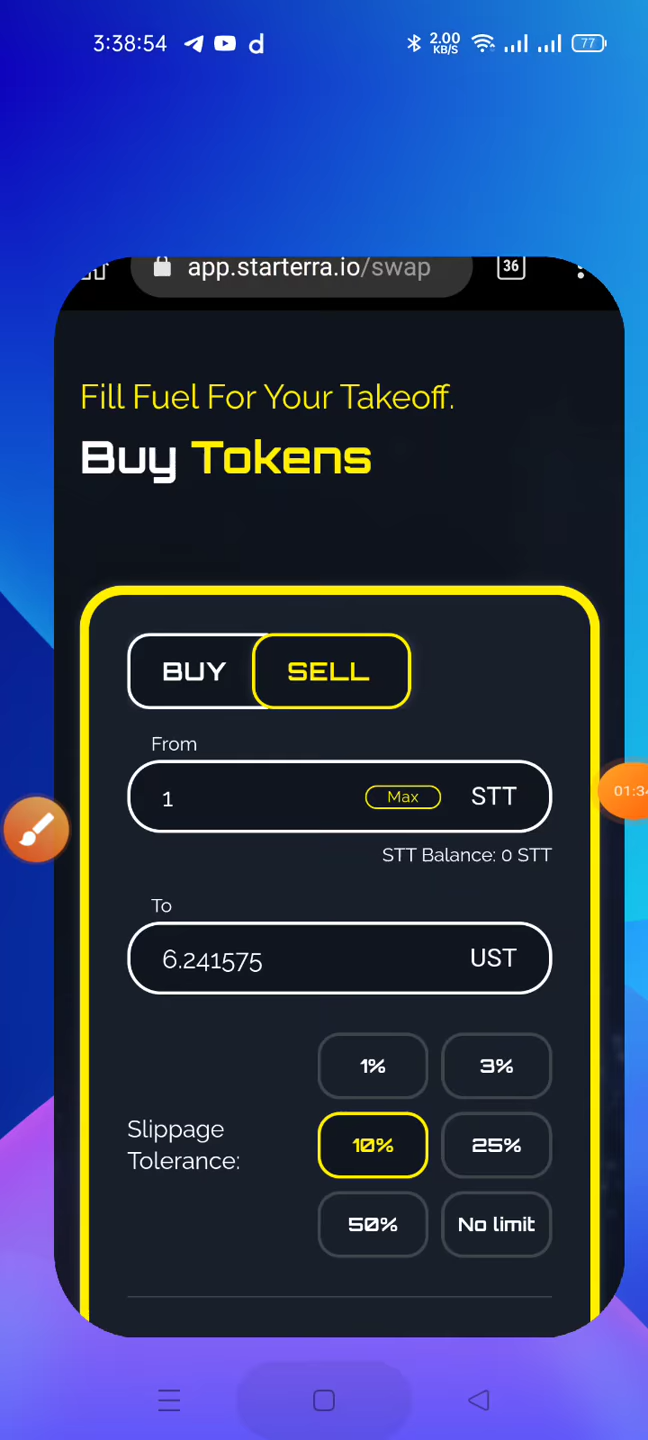 3:38:54 d 2.00 KB/S 77
app.starterra.io/swap 36
Fill Fuel For Your Takeoff.
Buy Tokens
BUY SELL
From
1 Max STT
STT Balance: 0 STT
01:34
To
6.241575 UST
1% 3%
Slippage Tolerance:
10% 25%
50% No limit